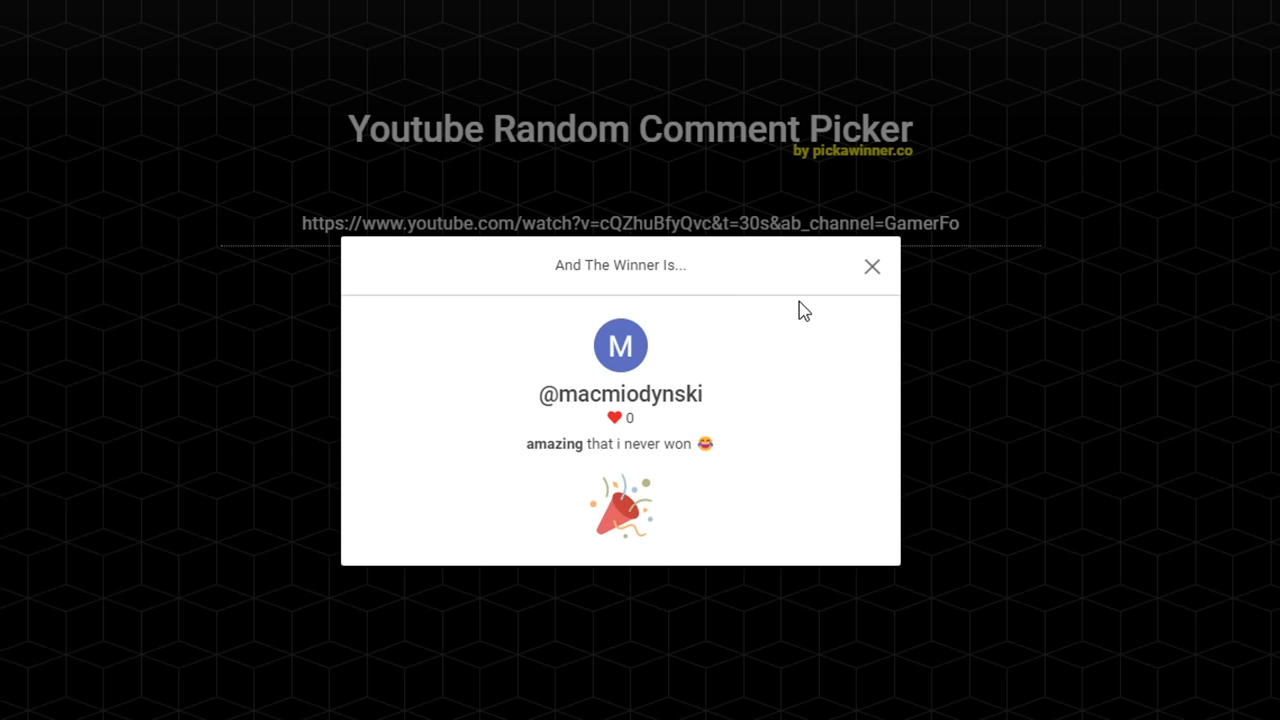 Youtube Random Comment Picker
by pickawinner.co
https://www.youtube.com/watch?v=cQZhuBfyQvc&t=30s&ab_channel=GamerFo
And The Winner Is...
M
@macmiodynski
❤ 0
amazing that i never won 😂